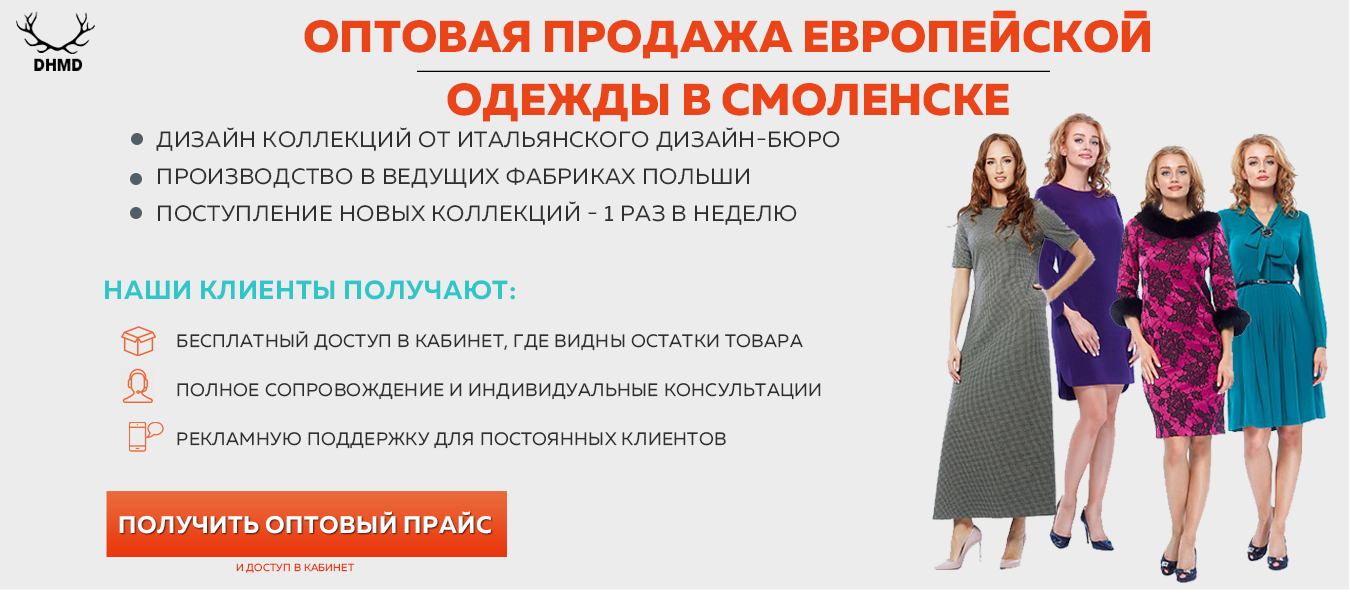 DHMD
ОПТОВАЯ ПРОДАЖА ЕВРОПЕЙСКОЙ
ОДЕЖДЫ В СМОЛЕНСКЕ
ДИЗАЙН КОЛЛЕКЦИЙ ОТ ИТАЛЬЯНСКОГО ДИЗАЙН-БЮРО
ПРОИЗВОДСТВО В ВЕДУЩИХ ФАБРИКАХ ПОЛЬШИ
ПОСТУПЛЕНИЕ НОВЫХ КОЛЛЕКЦИЙ - 1 РАЗ В НЕДЕЛЮ
НАШИ КЛИЕНТЫ ПОЛУЧАЮТ:
БЕСПЛАТНЫЙ ДОСТУП В КАБИНЕТ, ГДЕ ВИДНЫ ОСТАТКИ ТОВАРА
ПОЛНОЕ СОПРОВОЖДЕНИЕ И ИНДИВИДУАЛЬНЫЕ КОНСУЛЬТАЦИИ
РЕКЛАМНУЮ ПОДДЕРЖКУ ДЛЯ ПОСТОЯННЫХ КЛИЕНТОВ
ПОЛУЧИТЬ ОПТОВЫЙ ПРАЙС
И ДОСТУП В КАБИНЕТ